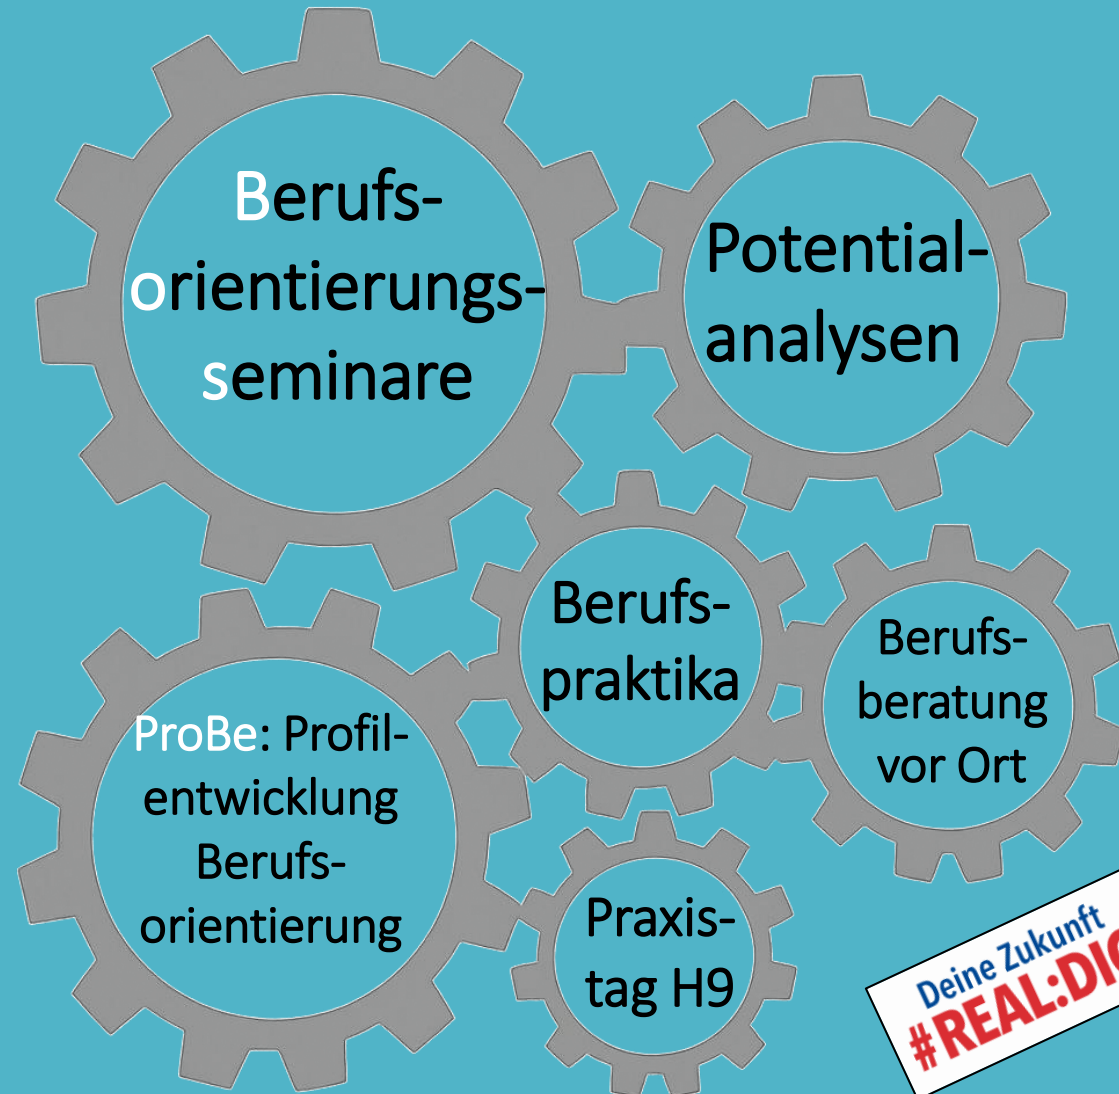 Berufs-
orientierungs-
seminare
Potential-
analysen
Berufs-
praktika
Berufs-
beratung
vor Ort
ProBe: Profil-
entwicklung
Berufs-
orientierung
Praxis-
tag H9
Deine Zukunft
#REAL:DIG